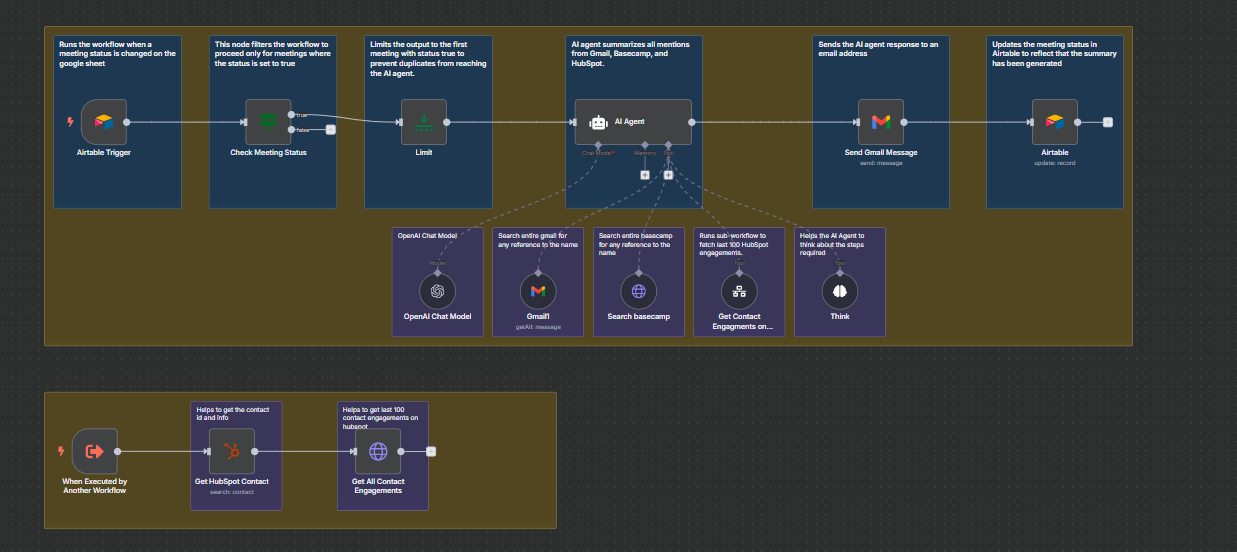 Runs the workflow when a
meeting status is changed on the
google sheet
Airtable Trigger
This node filters the workflow to
proceed only for meetings where
the status is set to true
true
false
Check Meeting Status
Limits the output to the first
meeting with status true to
prevent duplicates from reaching
the AI agent.
Limit
AI agent summarizes all mentions
from Gmail, Basecamp, and
HubSpot.
AI Agent
Chat Model*
Memory
Tool
Sends the AI agent response to an
email address
Send Gmail Message
send: message
Updates the meeting status in
Airtable to reflect that the summary
has been generated
Airtable
update: record
OpenAI Chat Model
Model
OpenAI Chat Model
Search entire gmail for
any reference to the name
Gmail1
getAll: message
Search entire basecamp
for any reference to the
name
Search basecamp
Runs sub-workflow to
fetch last 100 HubSpot
engagements.
Tool
Get Contact
Engagments on...
Helps the AI Agent to
think about the steps
required
Tool
Think
When Executed by
Another Workflow
Helps to get the contact
id and info
Get HubSpot Contact
search: contact
Helps to get last 100
contact engagements on
hubspot
Get All Contact
Engagements